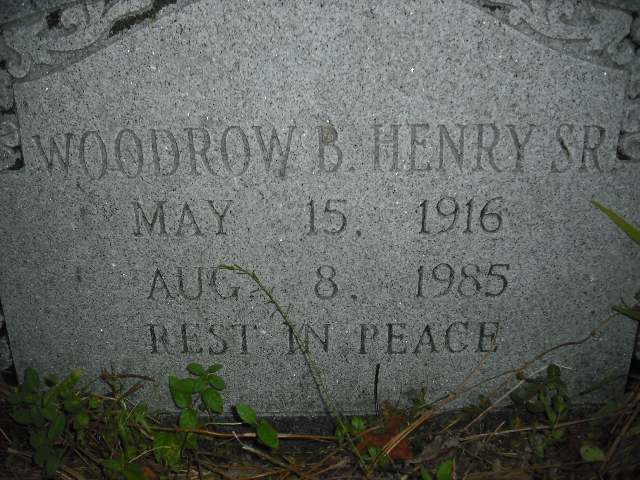 WOODROW B. HENRY SR.
MAY 15, 1916
AUG. 8, 1985
REST IN PEACE